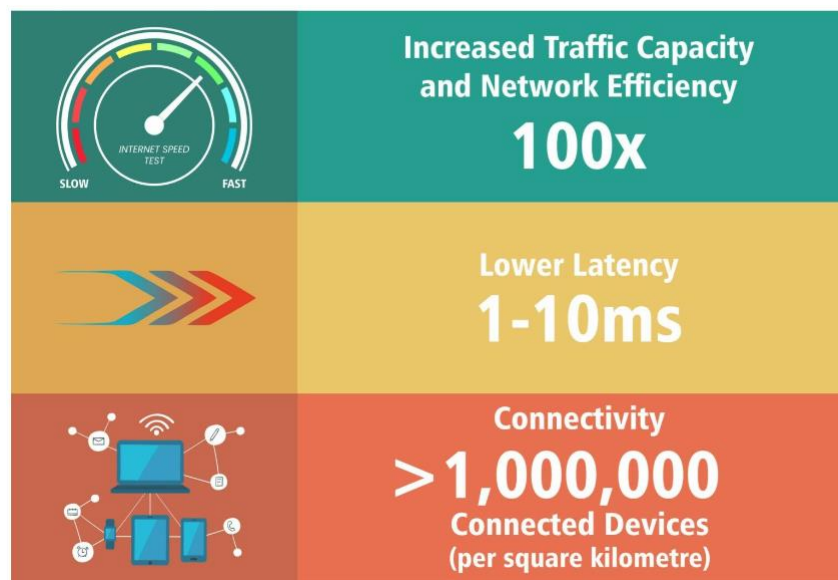 INTERNET SPEED
TEST
SLOW
FAST
Increased Traffic Capacity
and Network Efficiency
100x
Lower Latency
1-10ms
Connectivity
>1,000,000
Connected Devices
(per square kilometre)